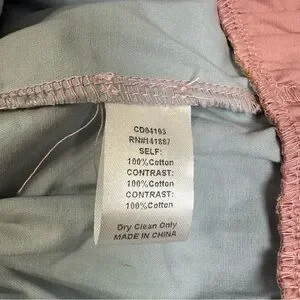 CD04103
RN#141887
SELF:
100%Cotton
CONTRAST:
100%Cotton
CONTRAST:
100%Cotton
Dry Clean Only
MADE IN CHINA